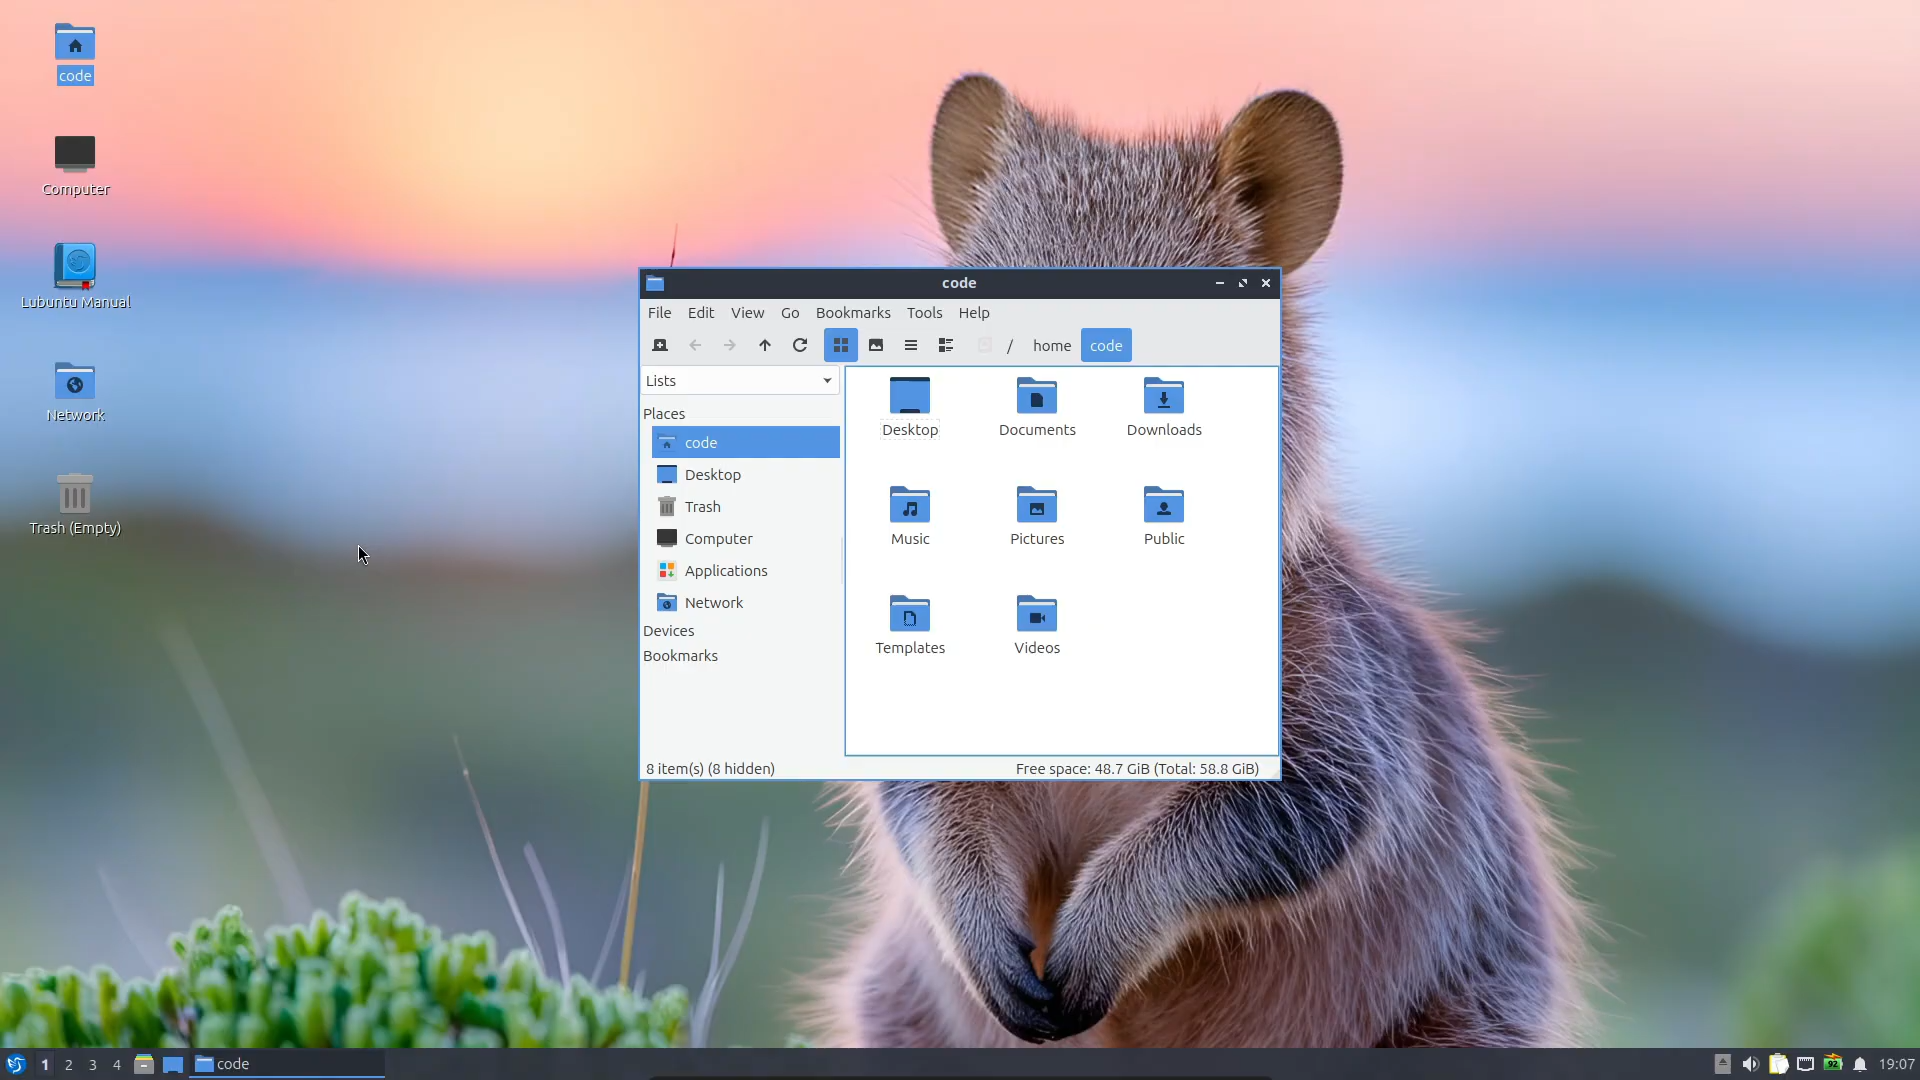 code
Computer
Lubuntu Manual
Network
Trash (Empty)
code
File Edit View Go Bookmarks Tools Help
/ home code
Lists
Places
code
Desktop
Trash
Computer
Applications
Network
Devices
Bookmarks
Desktop Documents Downloads
Music Pictures Public
Templates Videos
8 item(s) (8 hidden) Free space: 48.7 GiB (Total: 58.8 GiB)
1 2 3 4 code 92 19:07